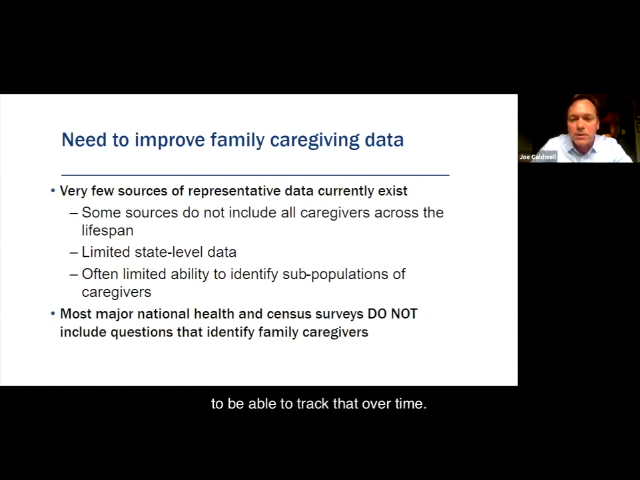 Need to improve family caregiving data
• Very few sources of representative data currently exist
– Some sources do not include all caregivers across the
lifespan
– Limited state-level data
– Often limited ability to identify sub-populations of
caregivers
• Most major national health and census surveys DO NOT
include questions that identify family caregivers
Joe Caldwell
to be able to track that over time.